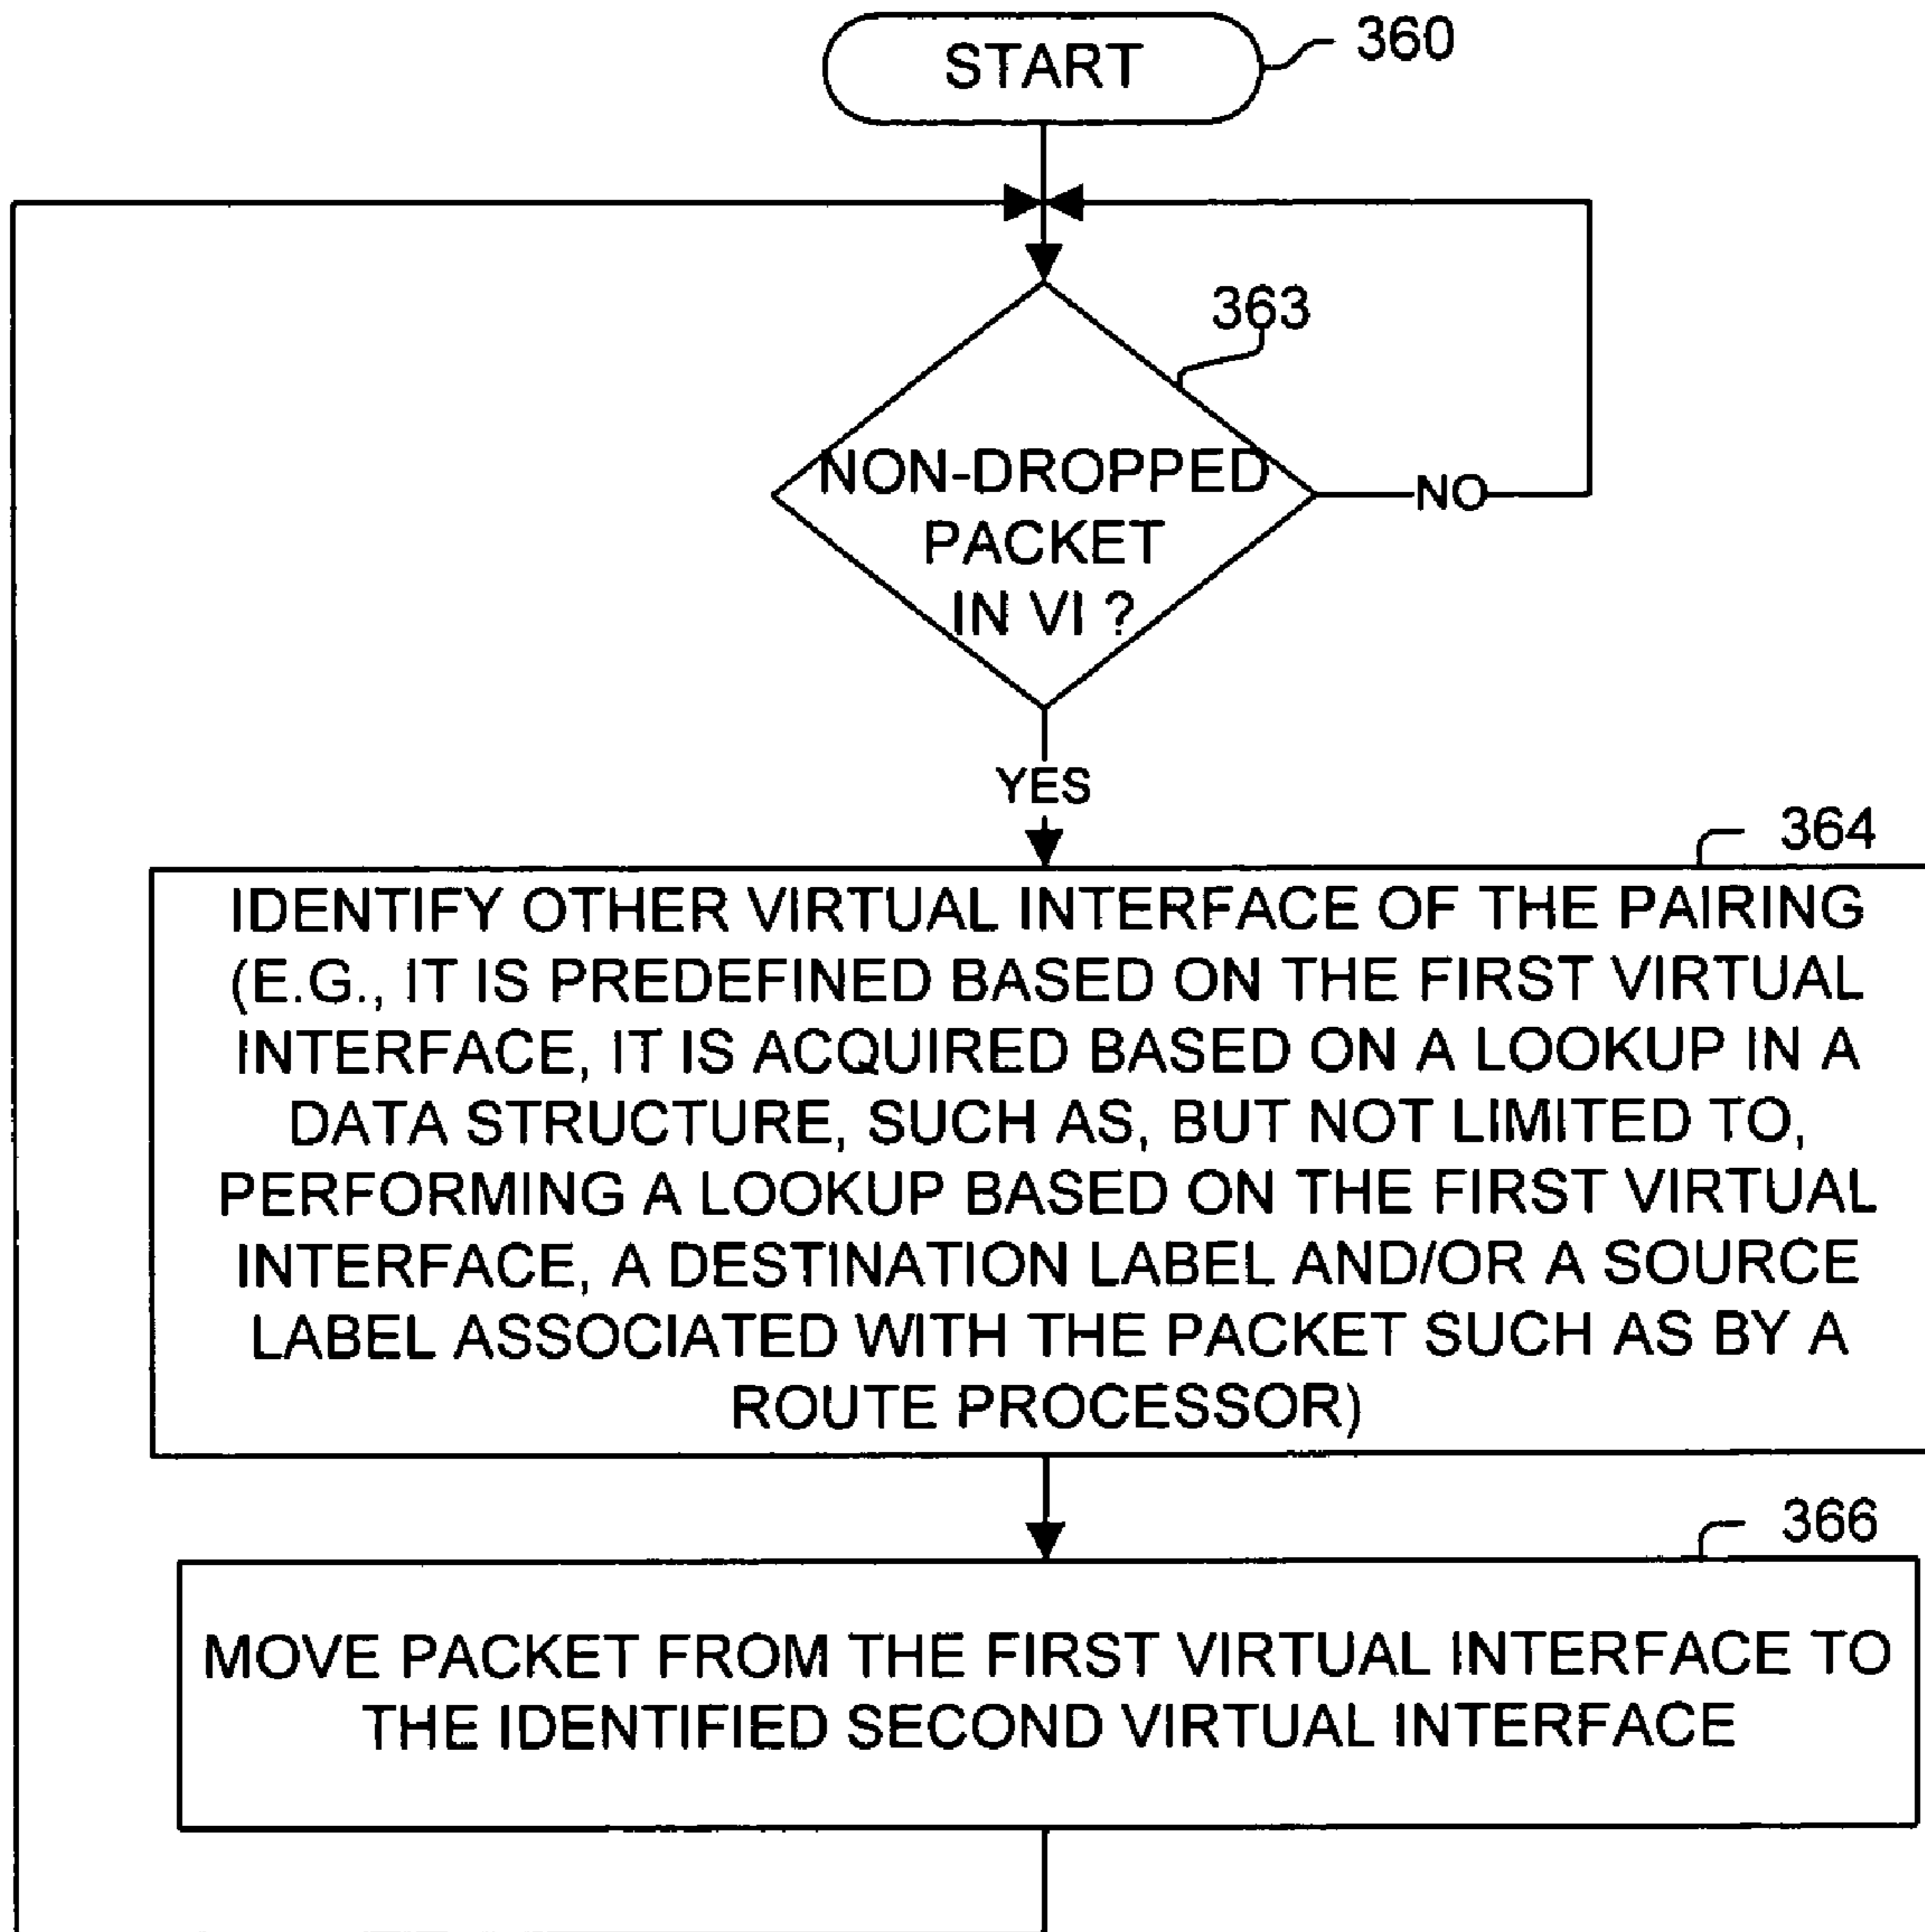 START
360
363
NON-DROPPED
PACKET
IN VI ?
NO
YES
364
IDENTIFY OTHER VIRTUAL INTERFACE OF THE PAIRING
(E.G., IT IS PREDEFINED BASED ON THE FIRST VIRTUAL
INTERFACE, IT IS ACQUIRED BASED ON A LOOKUP IN A
DATA STRUCTURE, SUCH AS, BUT NOT LIMITED TO,
PERFORMING A LOOKUP BASED ON THE FIRST VIRTUAL
INTERFACE, A DESTINATION LABEL AND/OR A SOURCE
LABEL ASSOCIATED WITH THE PACKET SUCH AS BY A
ROUTE PROCESSOR)
366
MOVE PACKET FROM THE FIRST VIRTUAL INTERFACE TO
THE IDENTIFIED SECOND VIRTUAL INTERFACE